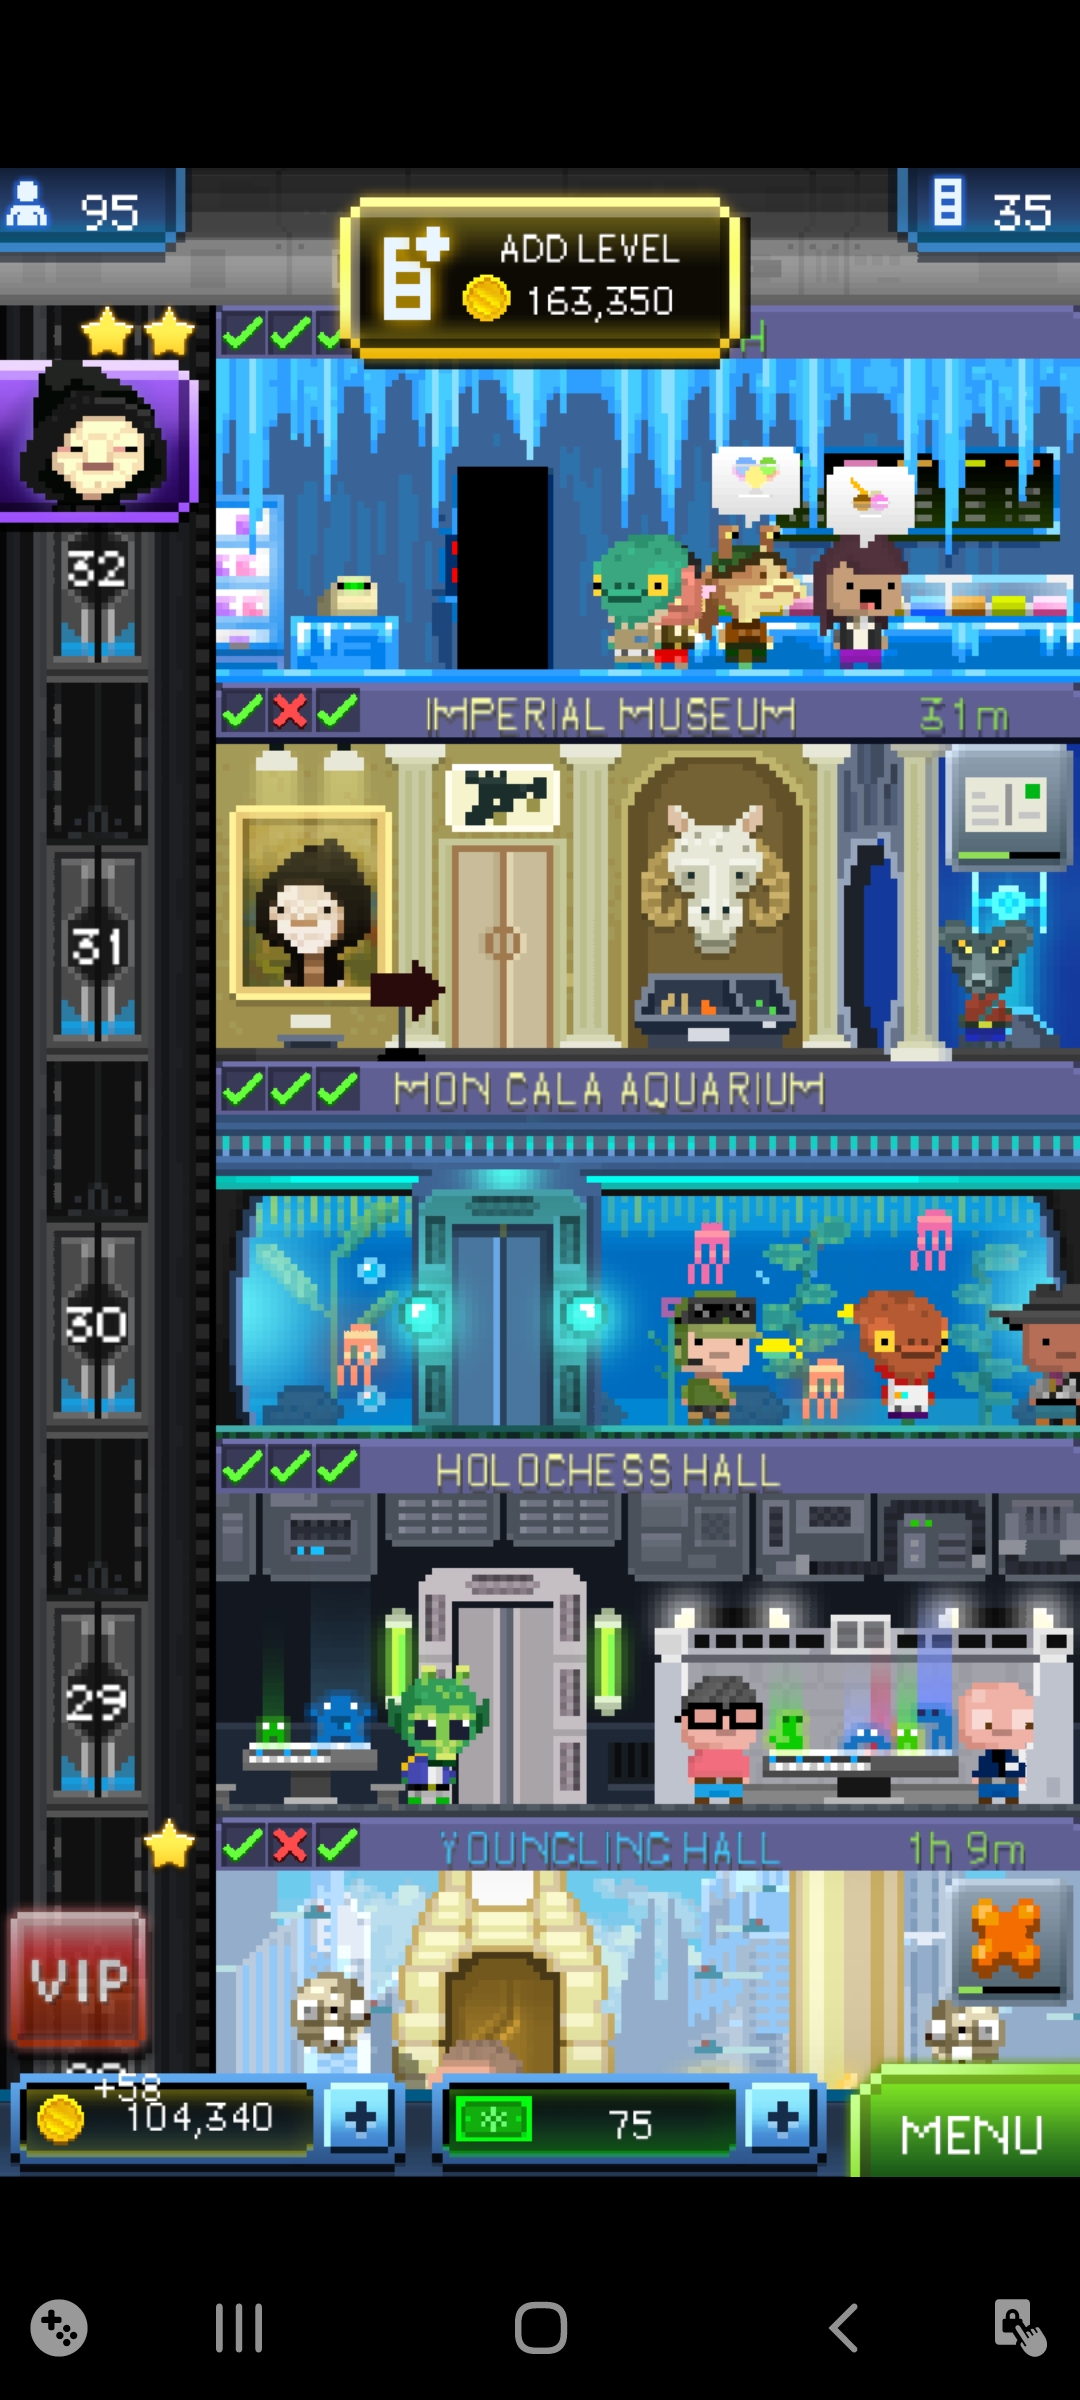 95
ADD LEVEL
163,350
35
32
IMPERIAL MUSEUM 31m
31
MON CALA AQUARIUM
30
HOLOCHESS HALL
29
YOUNGLING HALL 1h 9m
VIP
+58
104,340
75
MENU